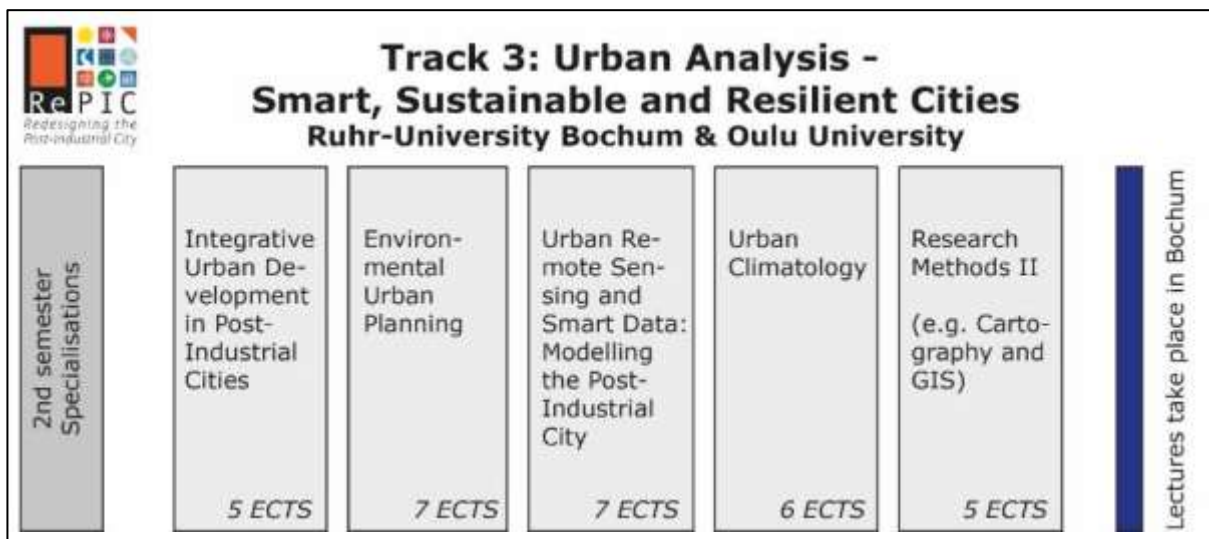 RePIC
Redesigning the
Post-Industrial City
Track 3: Urban Analysis -
Smart, Sustainable and Resilient Cities
Ruhr-University Bochum & Oulu University
2nd semester
Specialisations
Integrative
Urban De-
velopment
in Post-
Industrial
Cities
5 ECTS
Environ-
mental
Urban
Planning
7 ECTS
Urban Re-
mote Sen-
sing and
Smart Data:
Modelling
the Post-
Industrial
City
7 ECTS
Urban
Climatology
6 ECTS
Research
Methods II
(e.g. Carto-
graphy and
GIS)
5 ECTS
Lectures take place in Bochum